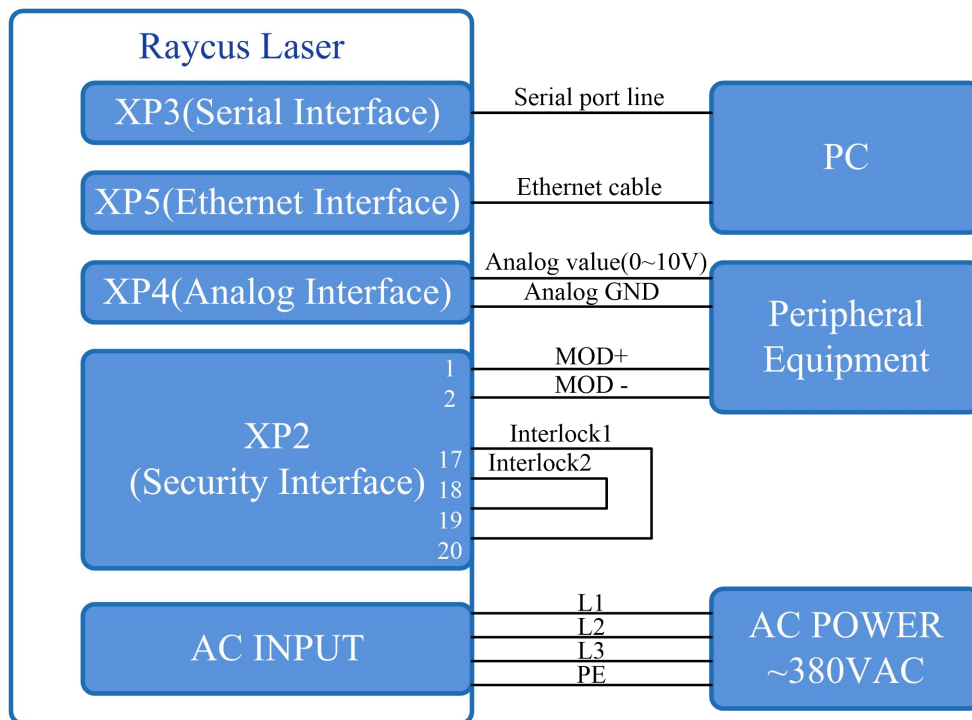 Raycus Laser
XP3(Serial Interface)
Serial port line
PC
XP5(Ethernet Interface)
Ethernet cable
XP4(Analog Interface)
Analog value(0~10V)
Analog GND
Peripheral
Equipment
XP2
(Security Interface)
1
2
17
18
19
20
MOD+
MOD -
Interlock1
Interlock2
AC INPUT
L1
L2
L3
PE
AC POWER
~380VAC